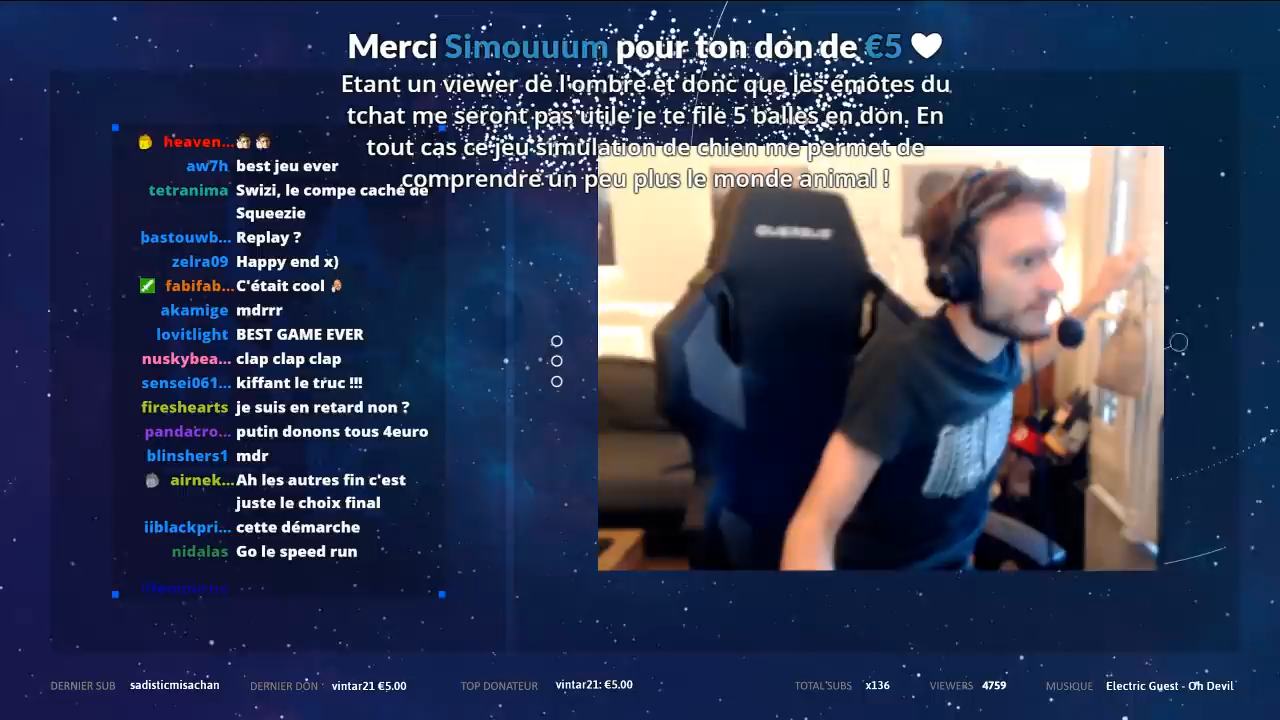 Merci Simouuum pour ton don de €5 ♥
Etant un viewer de l'ombre et donc que les émotes du
tchat me seront pas utile je te file 5 balles en don. En
tout cas ce jeu simulation de chien me permet de
comprendre un peu plus le monde animal !
heaven...
aw7h best jeu ever
tetranima Swizi, le compe caché de
Squeezie
bastouwb... Replay ?
zelra09 Happy end x)
fabifab... C'était cool
akamige mdrrr
lovitlight BEST GAME EVER
nuskybea... clap clap clap
sensei061... kiffant le truc !!!
fireshearts je suis en retard non ?
pandacro... putin donons tous 4euro
blinshers1 mdr
airnek... Ah les autres fin c'est
juste le choix final
iiblackpri... cette démarche
nidalas Go le speed run
DERNIER SUB sadisticmisachan DERNIER DON vintar21 €5.00 TOP DONATEUR vintar21: €5.00 TOTAL SUBS x136 VIEWERS 4759 MUSIQUE Electric Guest - Oh Devil